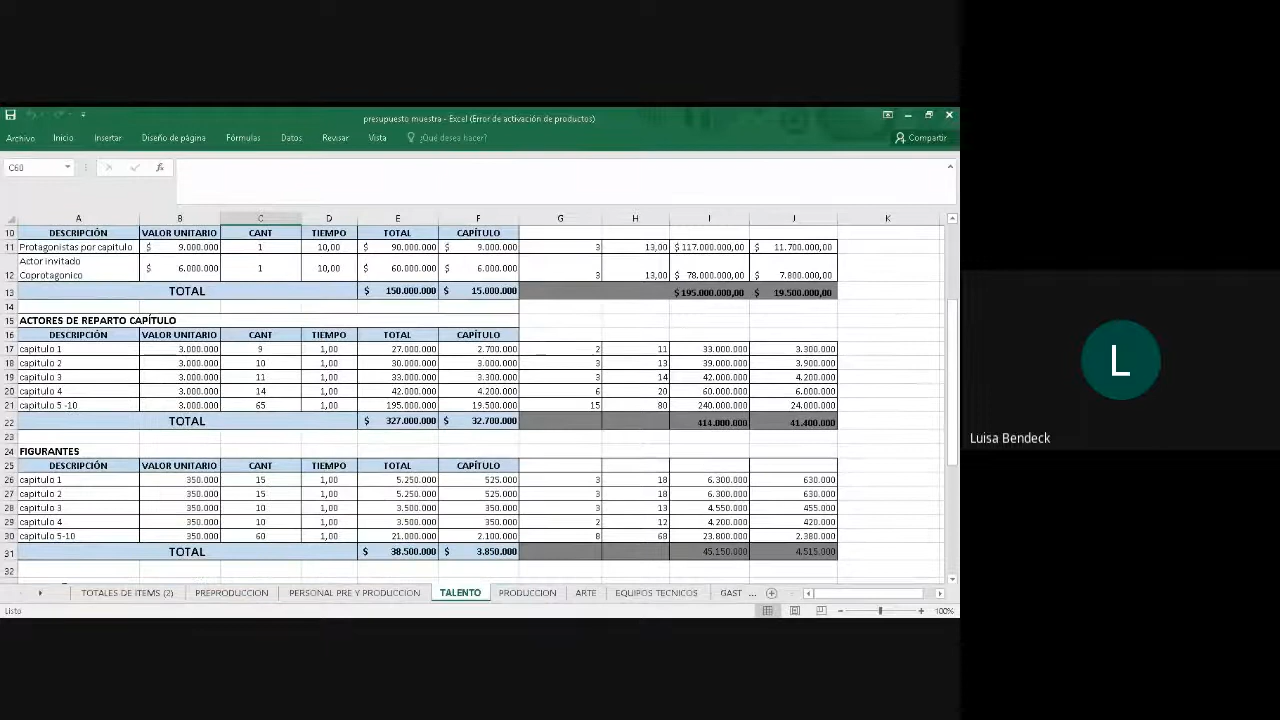 presupuesto muestra - Excel (Error de activación de productos)
Archivo Inicio Insertar Diseño de página Fórmulas Datos Revisar Vista ¿Qué desea hacer? Compartir
C60 fx
A B C D E F G H I J K
10 DESCRIPCIÓN VALOR UNITARIO CANT TIEMPO TOTAL CAPÍTULO
11 Protagonistas por capitulo $ 9.000.000 1 10,00 $ 90.000.000 $ 9.000.000 3 13,00 $ 117.000.000,00 $ 11.700.000,00
Actor invitado
12 Coprotagonico $ 6.000.000 1 10,00 $ 60.000.000 $ 6.000.000 3 13,00 $ 78.000.000,00 $ 7.800.000,00
13 TOTAL $ 150.000.000 $ 15.000.000 $ 195.000.000,00 $ 19.500.000,00
14
15 ACTORES DE REPARTO CAPÍTULO
16 DESCRIPCIÓN VALOR UNITARIO CANT TIEMPO TOTAL CAPÍTULO
17 capitulo 1 3.000.000 9 1,00 27.000.000 2.700.000 2 11 33.000.000 3.300.000
18 capitulo 2 3.000.000 10 1,00 30.000.000 3.000.000 3 13 39.000.000 3.900.000
19 capitulo 3 3.000.000 11 1,00 33.000.000 3.300.000 3 14 42.000.000 4.200.000
20 capitulo 4 3.000.000 14 1,00 42.000.000 4.200.000 6 20 60.000.000 6.000.000
21 capitulo 5 -10 3.000.000 65 1,00 195.000.000 19.500.000 15 80 240.000.000 24.000.000
22 TOTAL $ 327.000.000 $ 32.700.000 414.000.000 41.400.000
23
24 FIGURANTES
25 DESCRIPCIÓN VALOR UNITARIO CANT TIEMPO TOTAL CAPÍTULO
26 capitulo 1 350.000 15 1,00 5.250.000 525.000 3 18 6.300.000 630.000
27 capitulo 2 350.000 15 1,00 5.250.000 525.000 3 18 6.300.000 630.000
28 capitulo 3 350.000 10 1,00 3.500.000 350.000 3 13 4.550.000 455.000
29 capitulo 4 350.000 10 1,00 3.500.000 350.000 2 12 4.200.000 420.000
30 capitulo 5-10 350.000 60 1,00 21.000.000 2.100.000 8 68 23.800.000 2.380.000
31 TOTAL $ 38.500.000 $ 3.850.000 45.150.000 4.515.000
32
TOTALES DE ITEMS (2) PREPRODUCCION PERSONAL PRE Y PRODUCCION TALENTO PRODUCCION ARTE EQUIPOS TECNICOS GAST ...
Listo 100%
L
Luisa Bendeck